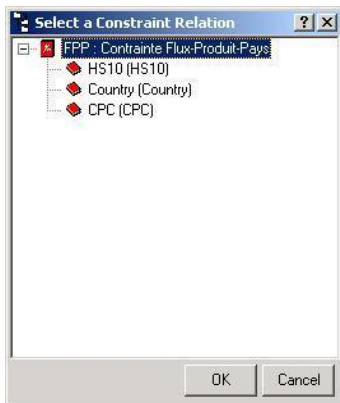 Select a Constraint Relation
FPP : Contrainte Flux-Produit-Pays
HS10 (HS10)
Country (Country)
CPC (CPC)
OK Cancel